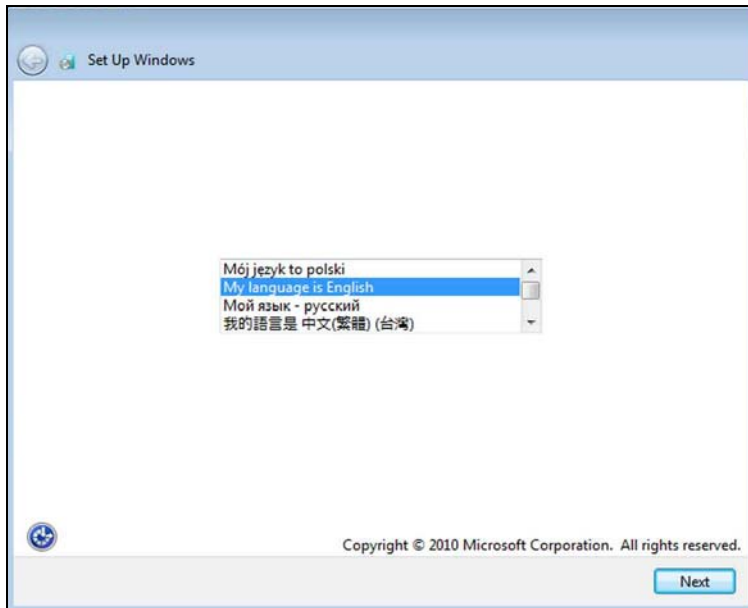 Set Up Windows
Mój język to polski
My language is English
Мой язык - русский
我的語言是 中文(繁體) (台灣)
Copyright © 2010 Microsoft Corporation. All rights reserved.
Next